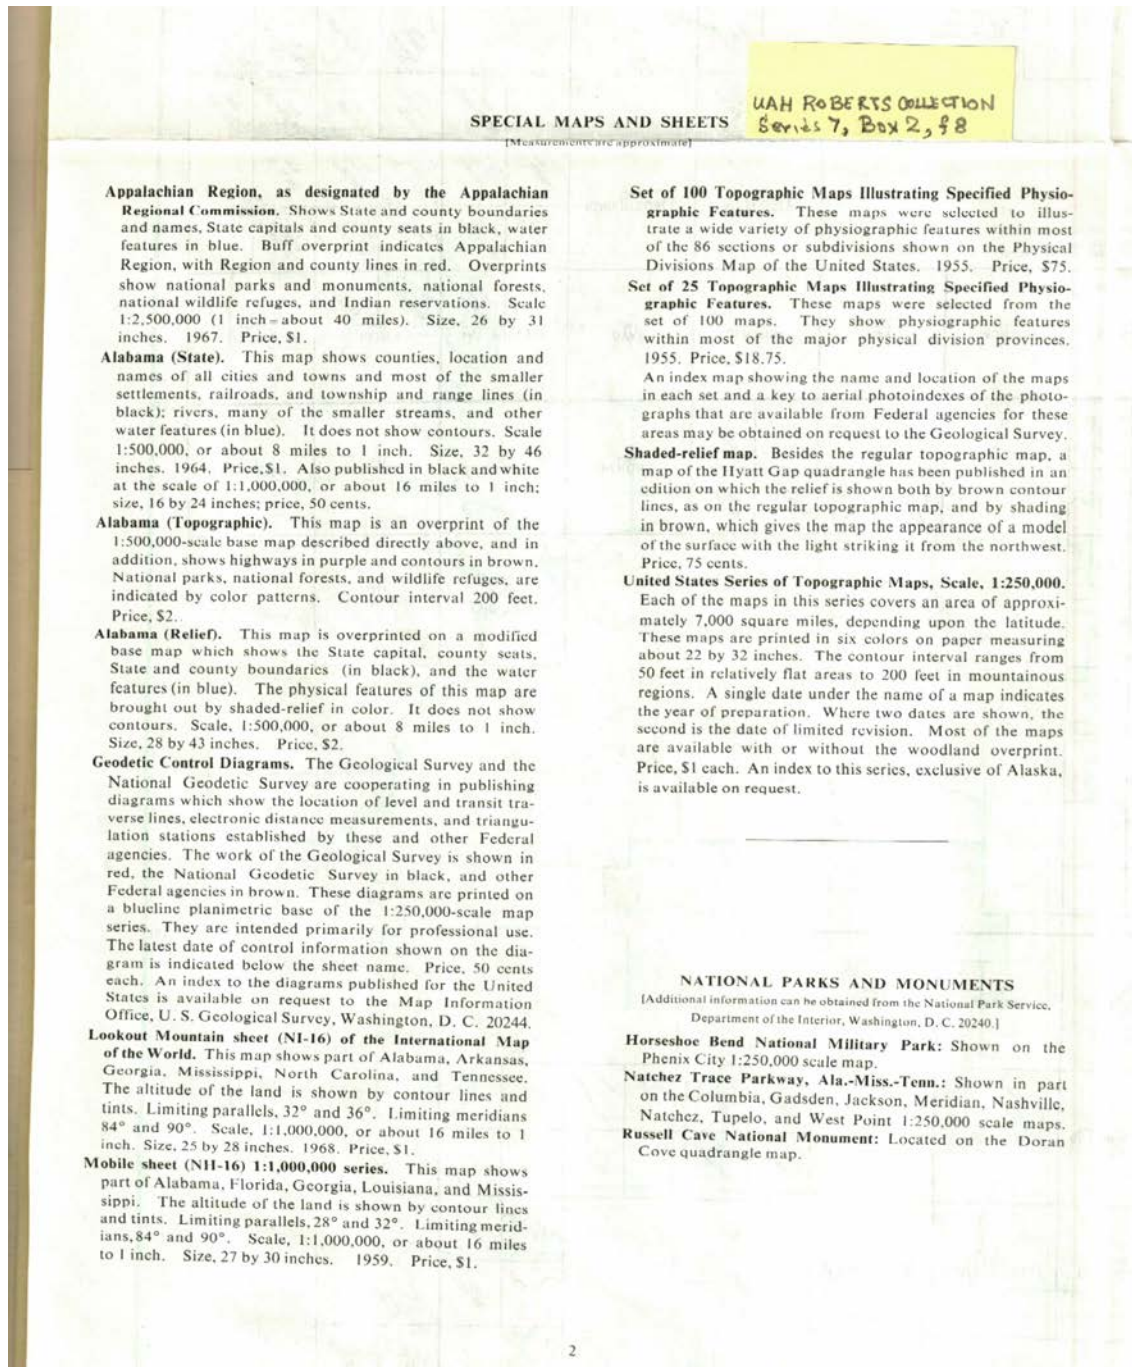 UAH ROBERTS COLLECTION
Series 7, Box 2, f8
SPECIAL MAPS AND SHEETS
[Measurements are approximate]
Appalachian Region, as designated by the Appalachian
Regional Commission. Shows State and county boundaries
and names, State capitals and county seats in black, water
features in blue. Buff overprint indicates Appalachian
Region, with Region and county lines in red. Overprints
show national parks and monuments, national forests,
national wildlife refuges, and Indian reservations. Scale
1:2,500,000 (1 inch=about 40 miles). Size, 26 by 31
inches. 1967. Price, $1.
Alabama (State). This map shows counties, location and
names of all cities and towns and most of the smaller
settlements, railroads, and township and range lines (in
black); rivers, many of the smaller streams, and other
water features (in blue). It does not show contours. Scale
1:500,000, or about 8 miles to 1 inch. Size, 32 by 46
inches. 1964. Price, $1. Also published in black and white
at the scale of 1:1,000,000, or about 16 miles to 1 inch;
size, 16 by 24 inches; price, 50 cents.
Alabama (Topographic). This map is an overprint of the
1:500,000-scale base map described directly above, and in
addition, shows highways in purple and contours in brown.
National parks, national forests, and wildlife refuges, are
indicated by color patterns. Contour interval 200 feet.
Price, $2.
Alabama (Relief). This map is overprinted on a modified
base map which shows the State capital, county seats,
State and county boundaries (in black), and the water
features (in blue). The physical features of this map are
brought out by shaded-relief in color. It does not show
contours. Scale, 1:500,000, or about 8 miles to 1 inch.
Size, 28 by 43 inches. Price, $2.
Geodetic Control Diagrams. The Geological Survey and the
National Geodetic Survey are cooperating in publishing
diagrams which show the location of level and transit tra-
verse lines, electronic distance measurements, and triangu-
lation stations established by these and other Federal
agencies. The work of the Geological Survey is shown in
red, the National Geodetic Survey in black, and other
Federal agencies in brown. These diagrams are printed on
a blueline planimetric base of the 1:250,000-scale map
series. They are intended primarily for professional use.
The latest date of control information shown on the dia-
gram is indicated below the sheet name. Price, 50 cents
each. An index to the diagrams published for the United
States is available on request to the Map Information
Office, U. S. Geological Survey, Washington, D. C. 20244.
Lookout Mountain sheet (NI-16) of the International Map
of the World. This map shows part of Alabama, Arkansas,
Georgia, Mississippi, North Carolina, and Tennessee.
The altitude of the land is shown by contour lines and
tints. Limiting parallels, 32° and 36°. Limiting meridians
84° and 90°. Scale, 1:1,000,000, or about 16 miles to 1
inch. Size, 25 by 28 inches. 1968. Price, $1.
Mobile sheet (NH-16) 1:1,000,000 series. This map shows
part of Alabama, Florida, Georgia, Louisiana, and Missis-
sippi. The altitude of the land is shown by contour lines
and tints. Limiting parallels, 28° and 32°. Limiting merid-
ians, 84° and 90°. Scale, 1:1,000,000, or about 16 miles
to 1 inch. Size, 27 by 30 inches. 1959. Price, $1.
Set of 100 Topographic Maps Illustrating Specified Physio-
graphic Features. These maps were selected to illus-
trate a wide variety of physiographic features within most
of the 86 sections or subdivisions shown on the Physical
Divisions Map of the United States. 1955. Price, $75.
Set of 25 Topographic Maps Illustrating Specified Physio-
graphic Features. These maps were selected from the
set of 100 maps. They show physiographic features
within most of the major physical division provinces.
1955. Price, $18.75.
An index map showing the name and location of the maps
in each set and a key to aerial photoindexes of the photo-
graphs that are available from Federal agencies for these
areas may be obtained on request to the Geological Survey.
Shaded-relief map. Besides the regular topographic map, a
map of the Hyatt Gap quadrangle has been published in an
edition on which the relief is shown both by brown contour
lines, as on the regular topographic map, and by shading
in brown, which gives the map the appearance of a model
of the surface with the light striking it from the northwest.
Price, 75 cents.
United States Series of Topographic Maps, Scale, 1:250,000.
Each of the maps in this series covers an area of approxi-
mately 7,000 square miles, depending upon the latitude.
These maps are printed in six colors on paper measuring
about 22 by 32 inches. The contour interval ranges from
50 feet in relatively flat areas to 200 feet in mountainous
regions. A single date under the name of a map indicates
the year of preparation. Where two dates are shown, the
second is the date of limited revision. Most of the maps
are available with or without the woodland overprint.
Price, $1 each. An index to this series, exclusive of Alaska,
is available on request.
NATIONAL PARKS AND MONUMENTS
[Additional information can be obtained from the National Park Service,
Department of the Interior, Washington, D. C. 20240.]
Horseshoe Bend National Military Park: Shown on the
Phenix City 1:250,000 scale map.
Natchez Trace Parkway, Ala.-Miss.-Tenn.: Shown in part
on the Columbia, Gadsden, Jackson, Meridian, Nashville,
Natchez, Tupelo, and West Point 1:250,000 scale maps.
Russell Cave National Monument: Located on the Doran
Cove quadrangle map.
2